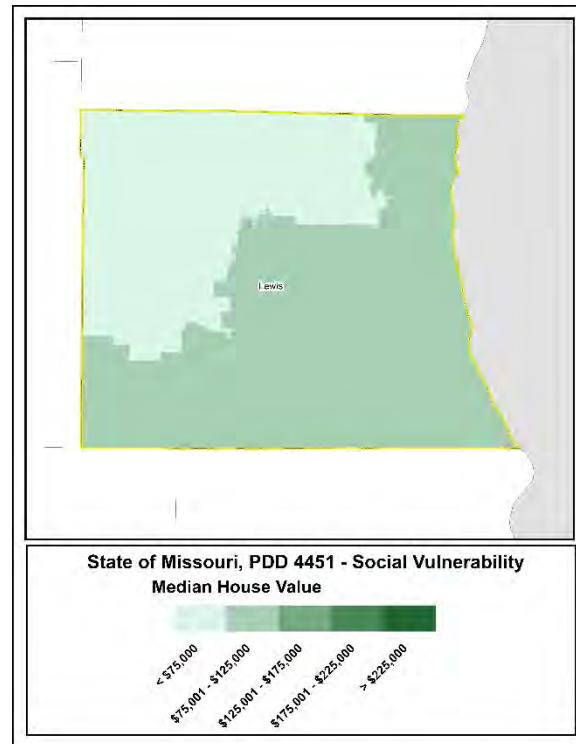 Lewis
State of Missouri, PDD 4451 - Social Vulnerability
Median House Value
< $75,000
$75,001 - $125,000
$125,001 - $175,000
$175,001 - $225,000
> $225,000